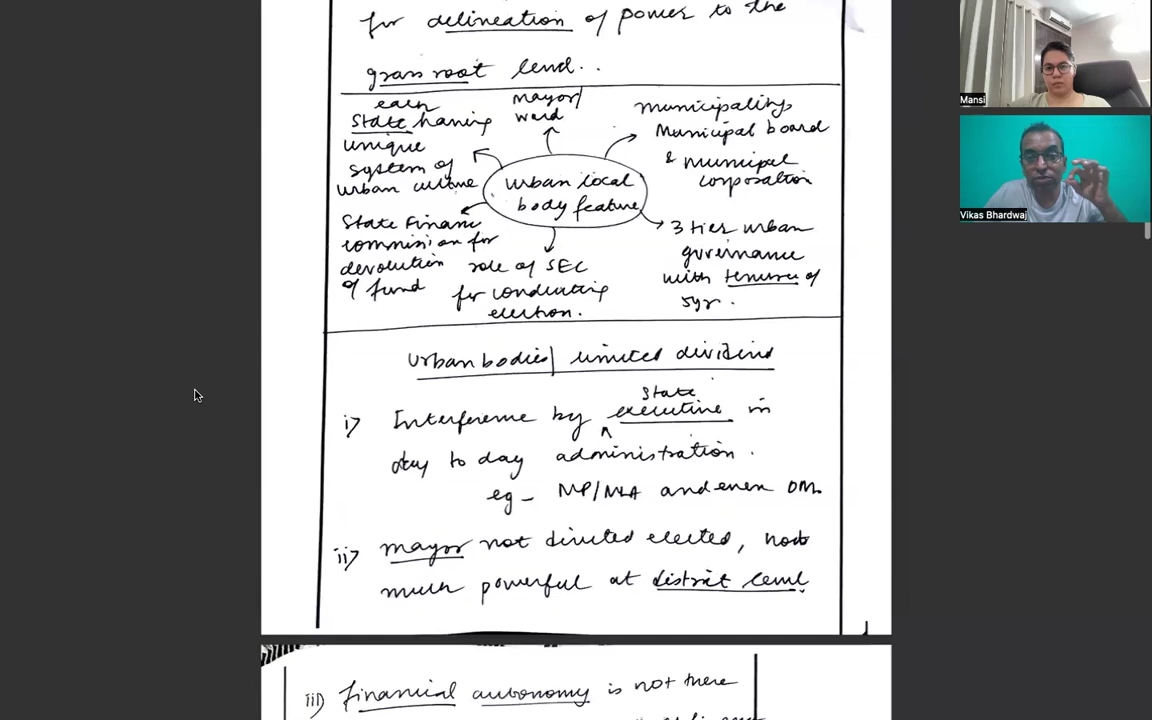 for delineation of power to the
grass root level..
each
State having
unique
system of
urban culture
Mayor/
ward
Municipality
Municipal board
& Municipal
corporation
urban local
body feature
State Finance
commission for
devolution
of fund
role of SEC
for conducting
election.
3 tier urban
governance
with tenure of
5yr.
Urban bodies/ limited dividend
i) Interference by state executive in
day to day administration.
eg - MP/MLA and even DM.
ii) mayor not directed elected, not
much powerful at district level.
iii) financial autonomy is not there
Mansi
Vikas Bhardwaj